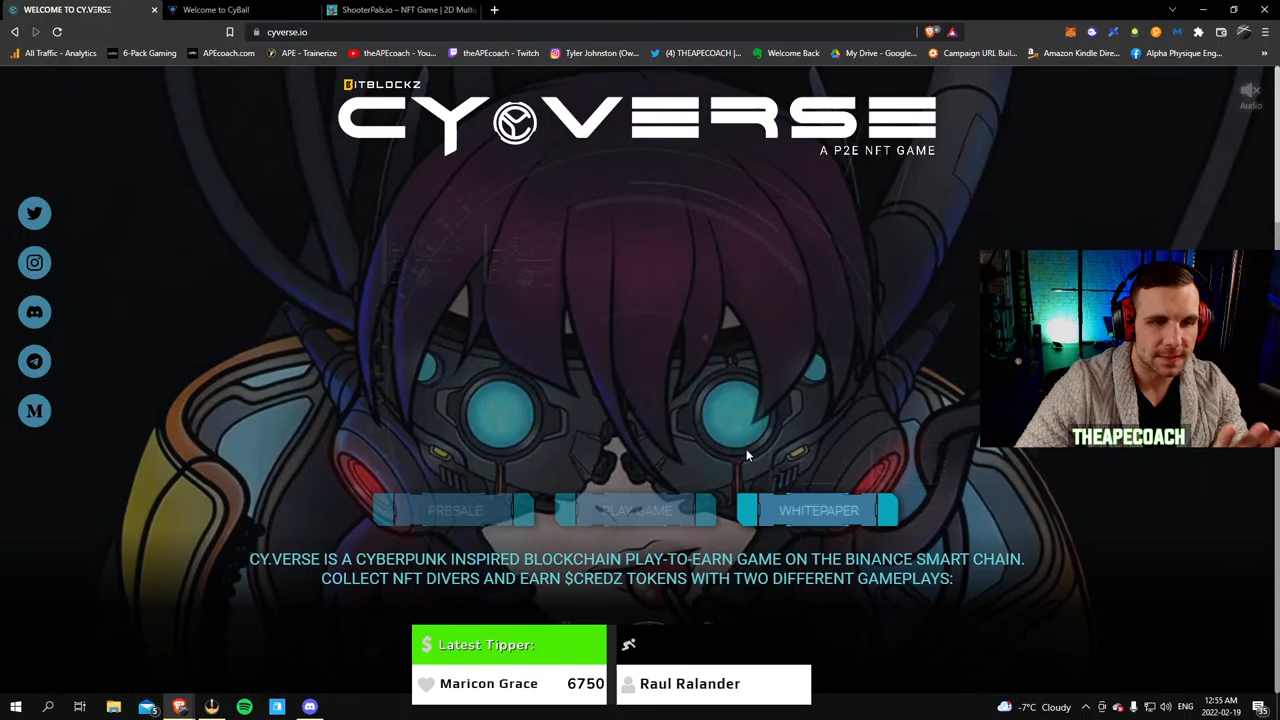 WELCOME TO CY.VERSE
Welcome to CyBall
ShooterPals.io – NFT Game | 2D Multip
cyverse.io
All Traffic - Analytics
6-Pack Gaming
APEcoach
APE - Trainerize
theAPEcoach - You...
theAPEcoach - Twitch
Tyler Johnston (Ow...
(4) THEAPECOACH (...
Welcome Back
My Drive - Google...
Campaign URL Buil...
Amazon Kindle Dire...
Alpha Physique Eng...
BITBLOCKZ
CYVERSE
A P2E NFT GAME
Audio
THEAPECOACH
PRESALE
PLAY GAME
WHITEPAPER
CY.VERSE IS A CYBERPUNK INSPIRED BLOCKCHAIN PLAY-TO-EARN GAME ON THE BINANCE SMART CHAIN.
COLLECT NFT DIVERS AND EARN $CREDZ TOKENS WITH TWO DIFFERENT GAMEPLAYS:
Latest Tipper:
Maricon Grace 6750
Raul Ralander
-7°C Cloudy
ENG
12:55 AM
2022-02-19